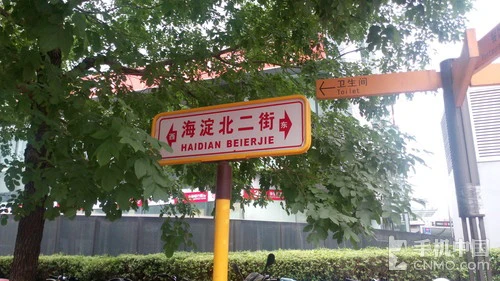 卫生间
Toilet
西 海淀北二街 东
HAIDIAN BEIERJIE
手机中国
CNMO.COM